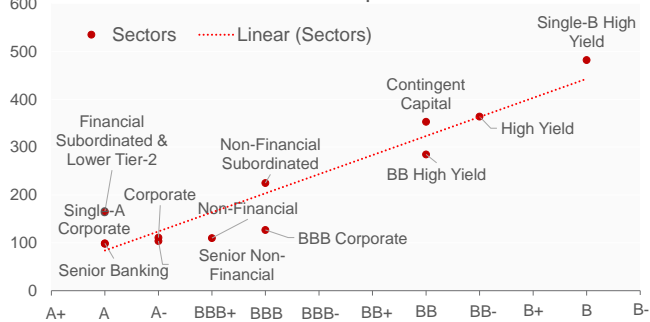 600
500
400
300
200
100
0
Sectors
Linear (Sectors)
Single-B High
Yield
Contingent
Capital
High Yield
BB High Yield
Financial
Subordinated &
Lower Tier-2
Non-Financial
Subordinated
Corporate
Single-A
Corporate
Non-Financial
BBB Corporate
Senior Banking
Senior Non-
Financial
A+ A A- BBB+ BBB BBB- BB+ BB BB- B+ B B-